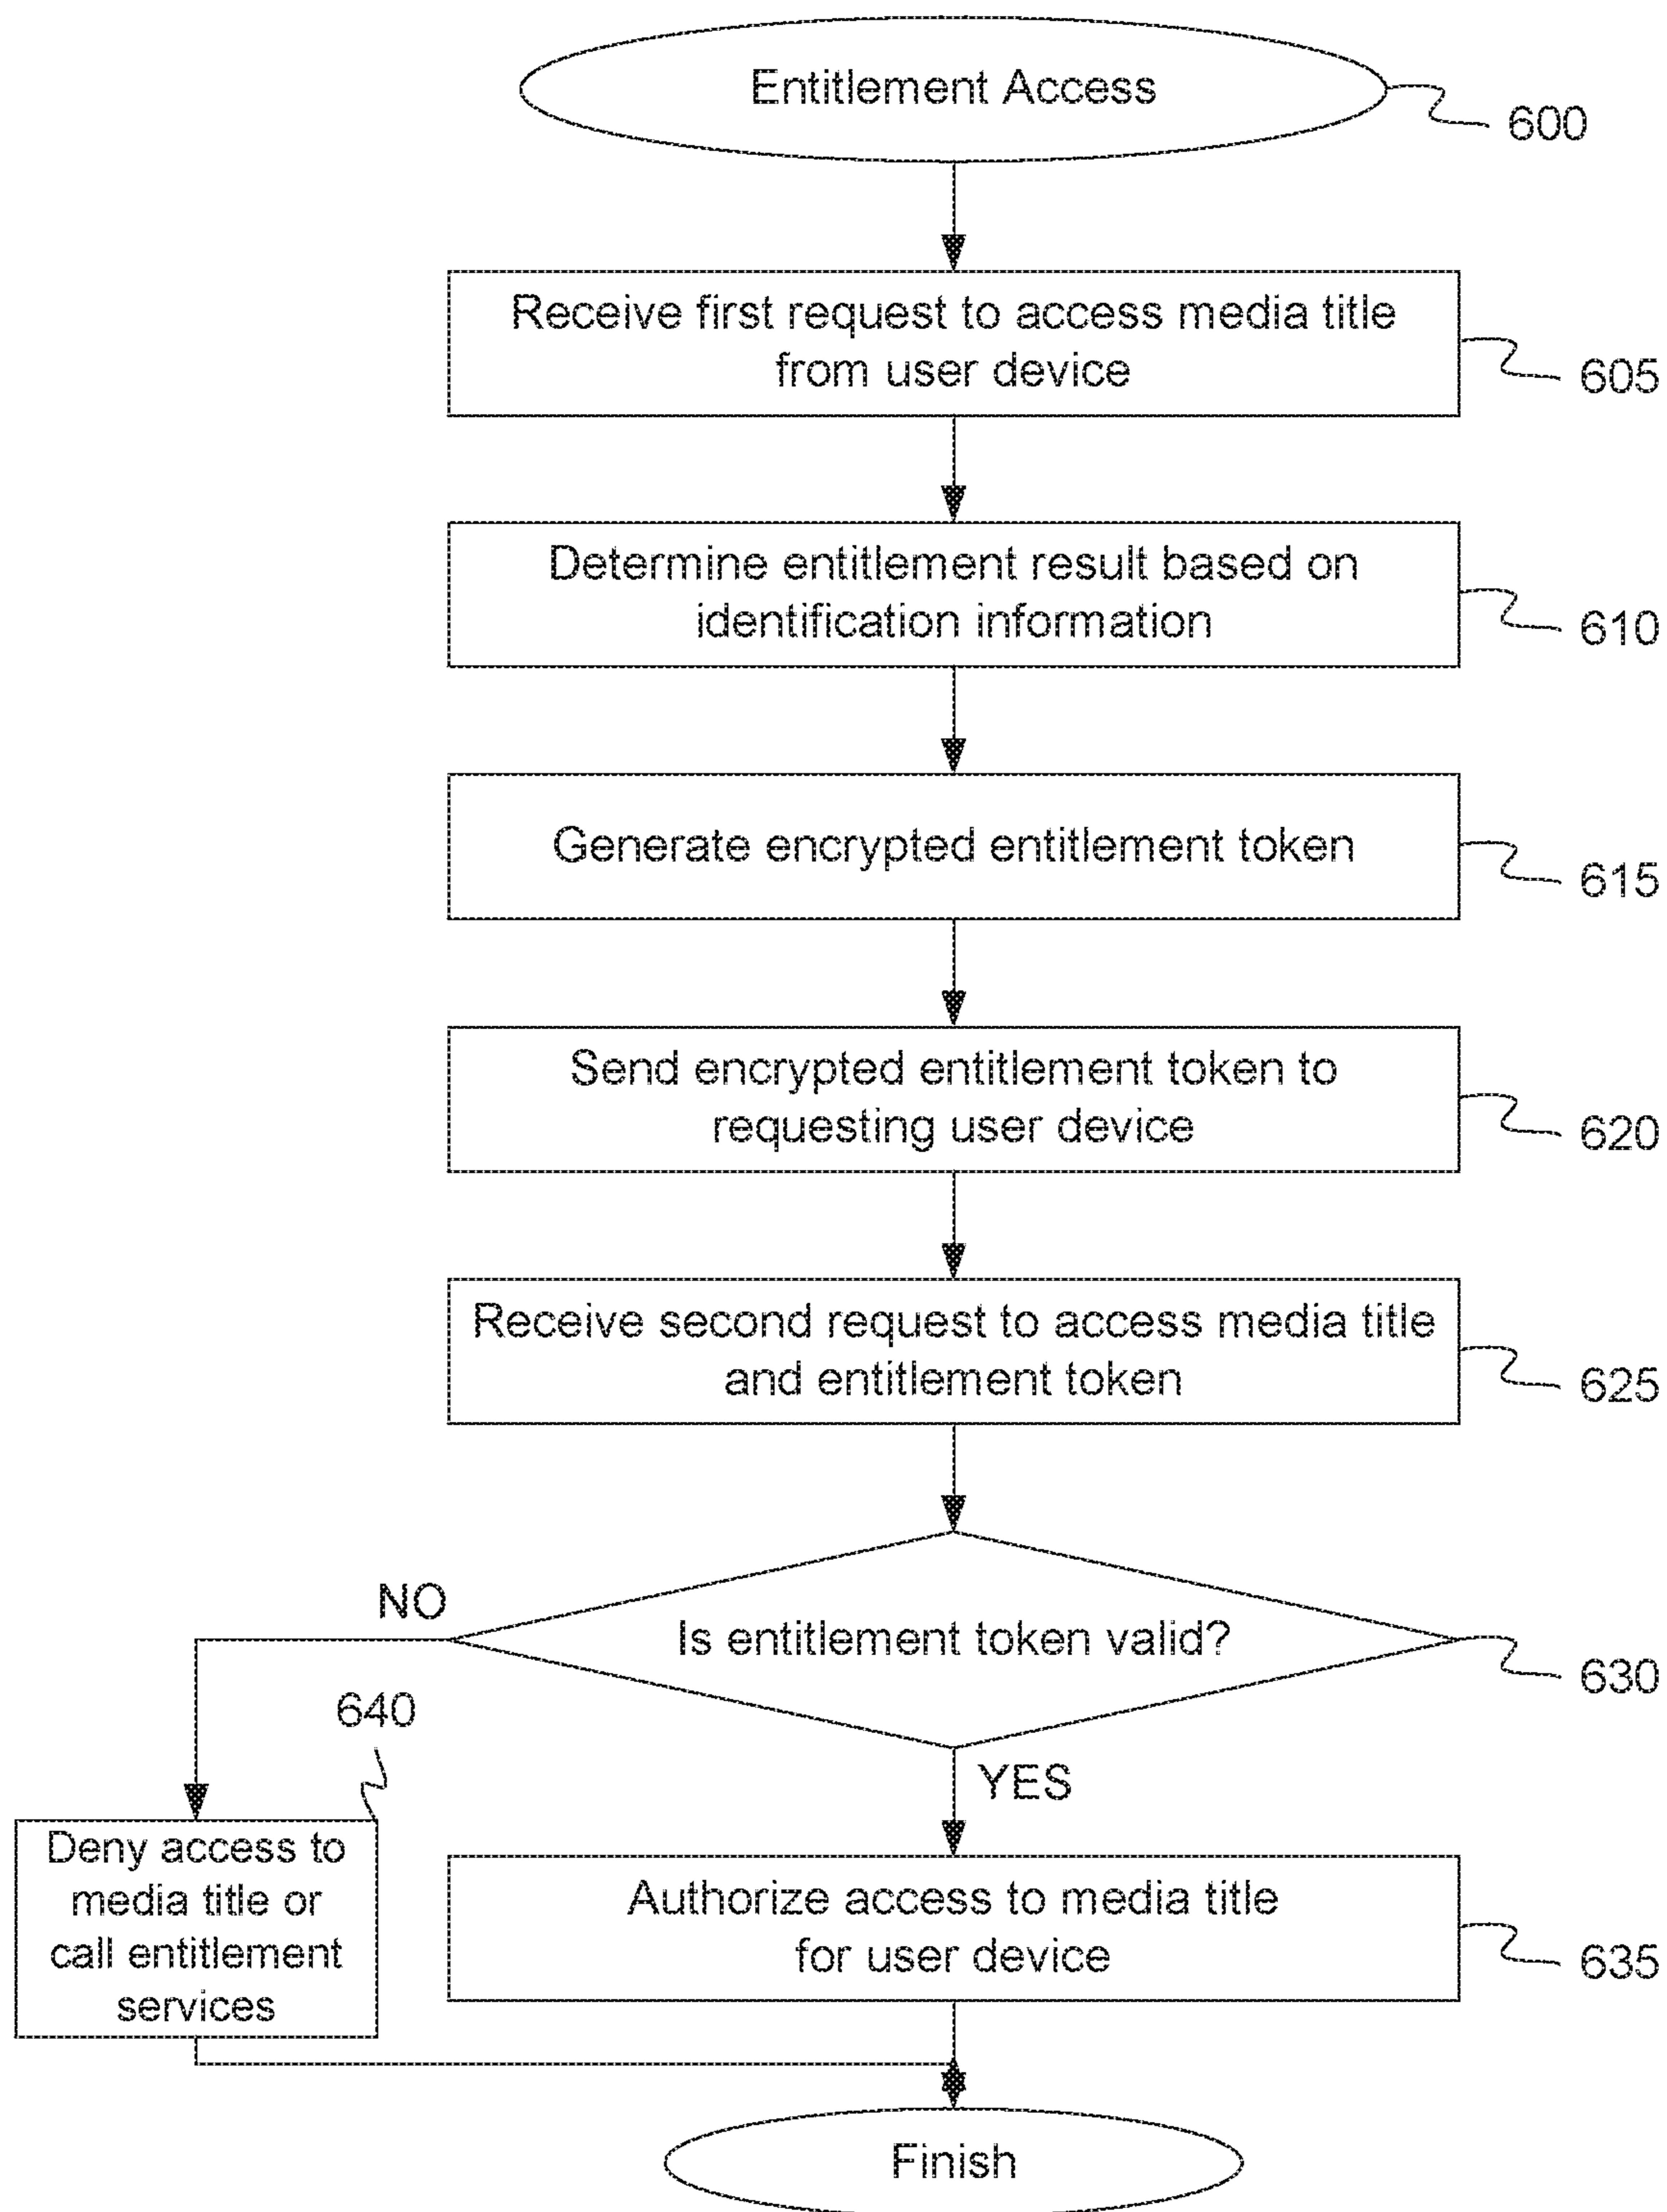 Entitlement Access
600
Receive first request to access media title
from user device
605
Determine entitlement result based on
identification information
610
Generate encrypted entitlement token
615
Send encrypted entitlement token to
requesting user device
620
Receive second request to access media title
and entitlement token
625
NO
Is entitlement token valid?
630
640
YES
Deny access to
media title or
call entitlement
services
Authorize access to media title
for user device
635
Finish